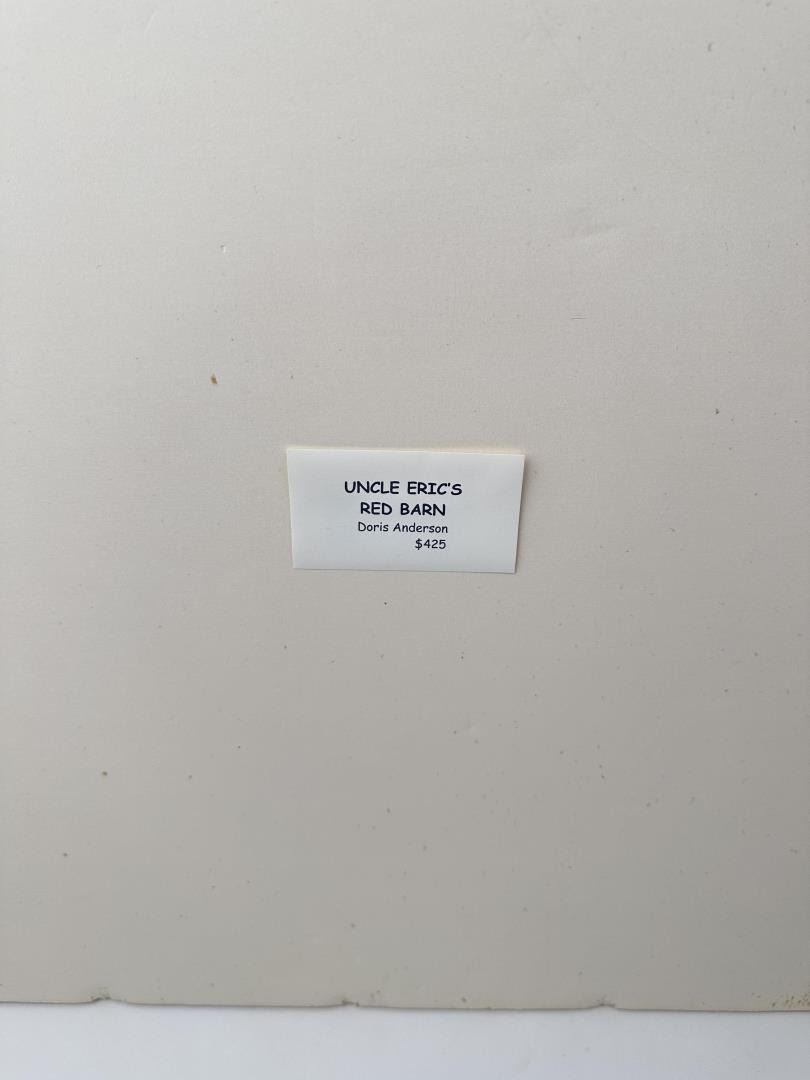 UNCLE ERIC'S
RED BARN
Doris Anderson
$425